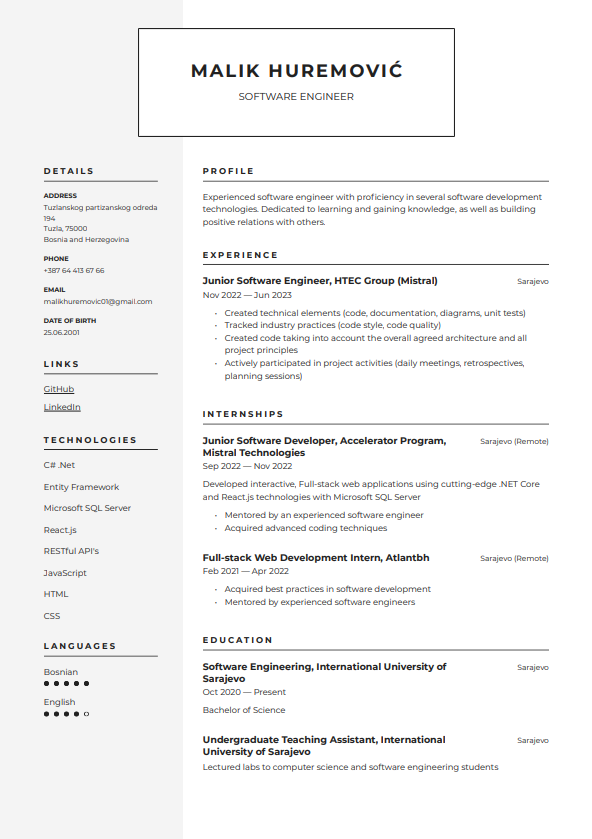 MALIK HUREMOVIĆ
SOFTWARE ENGINEER
DETAILS
ADDRESS
Tuzlanskog partizanskog odreda
194
Tuzla, 75000
Bosnia and Herzegovina
PHONE
+387 64 413 67 66
EMAIL
malikhuremovic01@gmail.com
DATE OF BIRTH
25.06.2001
LINKS
GitHub
LinkedIn
TECHNOLOGIES
C# .Net
Entity Framework
Microsoft SQL Server
React.js
RESTful API's
JavaScript
HTML
CSS
LANGUAGES
Bosnian
English
PROFILE
Experienced software engineer with proficiency in several software development
technologies. Dedicated to learning and gaining knowledge, as well as building
positive relations with others.
EXPERIENCE
Junior Software Engineer, HTEC Group (Mistral) Sarajevo
Nov 2022 — Jun 2023
• Created technical elements (code, documentation, diagrams, unit tests)
• Tracked industry practices (code style, code quality)
• Created code taking into account the overall agreed architecture and all
project principles
• Actively participated in project activities (daily meetings, retrospectives,
planning sessions)
INTERNSHIPS
Junior Software Developer, Accelerator Program, Sarajevo (Remote)
Mistral Technologies
Sep 2022 — Nov 2022
Developed interactive, Full-stack web applications using cutting-edge .NET Core
and React.js technologies with Microsoft SQL Server
• Mentored by an experienced software engineer
• Acquired advanced coding techniques
Full-stack Web Development Intern, Atlantbh Sarajevo (Remote)
Feb 2021 — Apr 2022
• Acquired best practices in software development
• Mentored by experienced software engineers
EDUCATION
Software Engineering, International University of Sarajevo
Sarajevo
Oct 2020 — Present
Bachelor of Science
Undergraduate Teaching Assistant, International Sarajevo
University of Sarajevo
Lectured labs to computer science and software engineering students